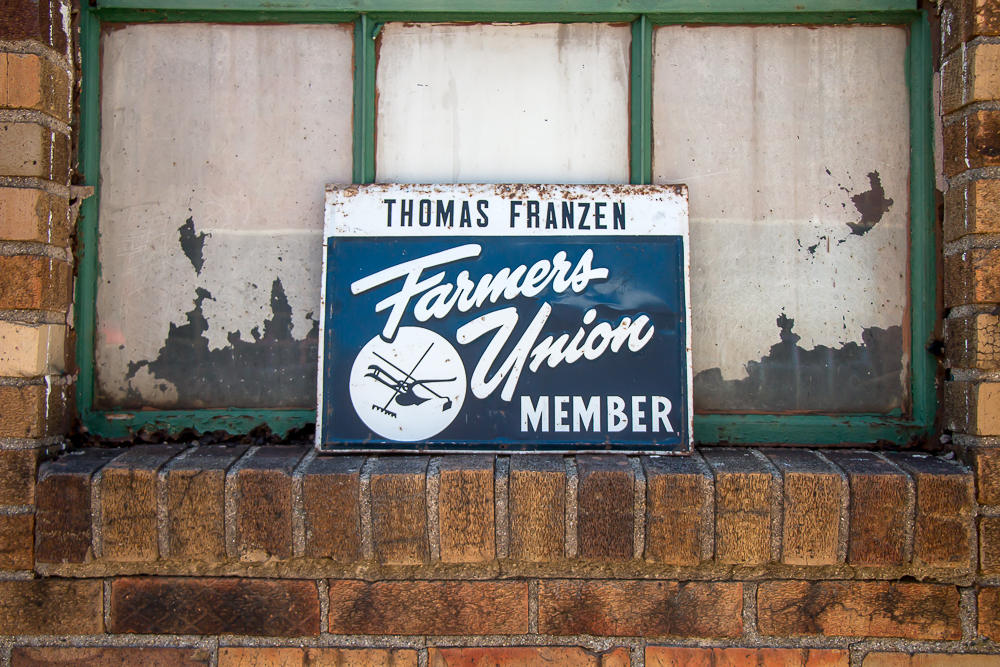 THOMAS FRANZEN
Farmers
Union
MEMBER